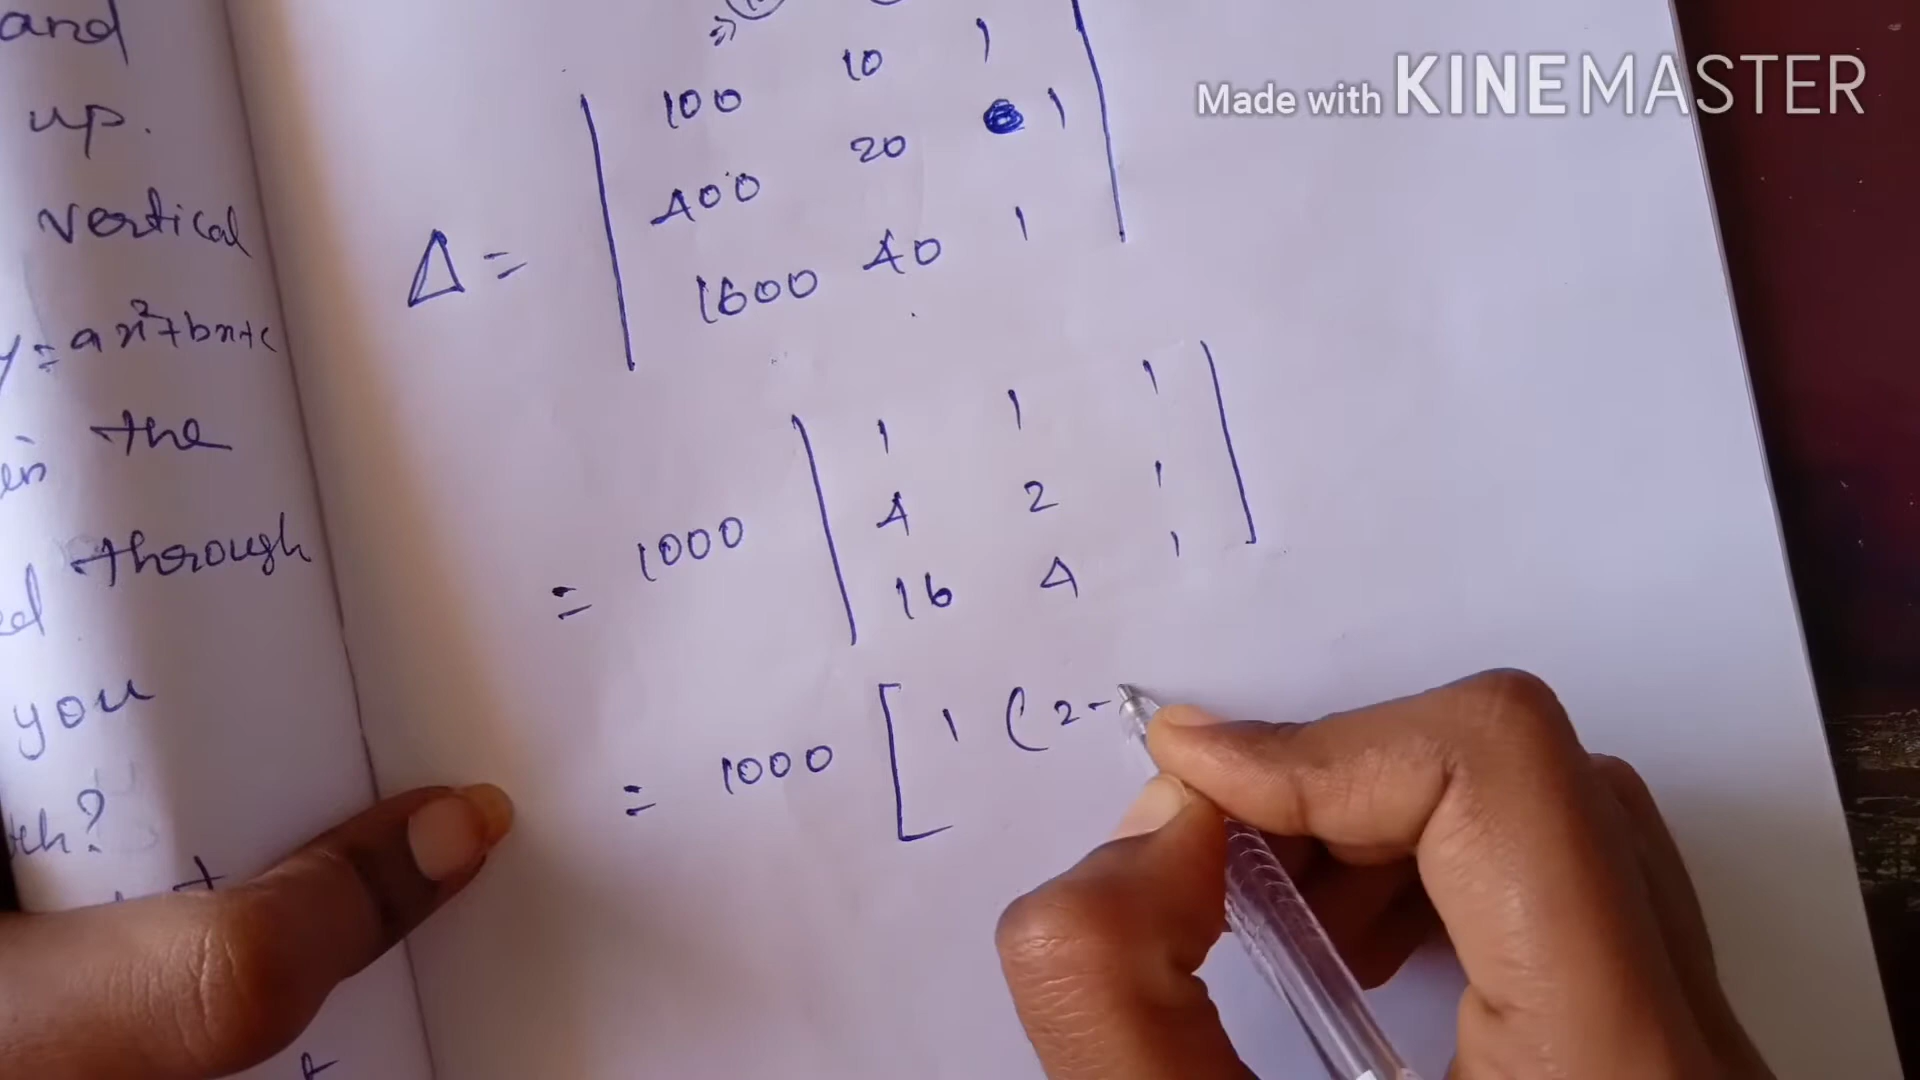 and
up.
vertical
y = ax²+bx+c
in the
through
you
?
Made with KINEMASTER
⇒
100 10 1
400 20 1
Δ =
1600 40 1
1 1 1
4 2 1
= 1000
16 4 1
= 1000 [ 1 ( 2 -